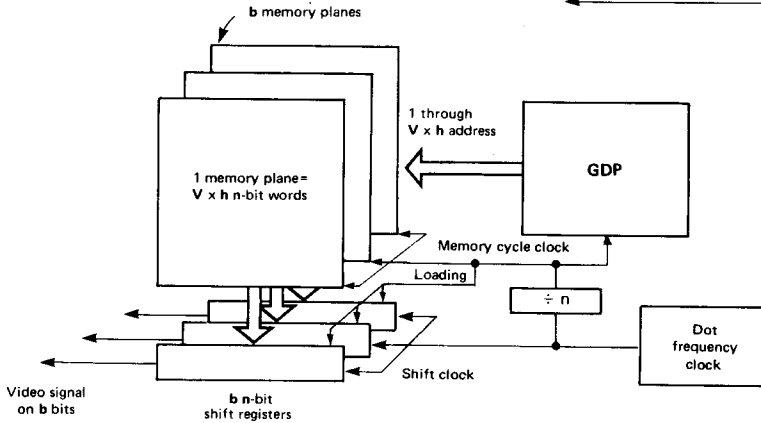 b memory planes
1 through
V x h address
GDP
1 memory plane=
V x h n-bit words
Memory cycle clock
Loading
÷ n
Dot
frequency
clock
Shift clock
Video signal
on b bits
b n-bit
shift registers